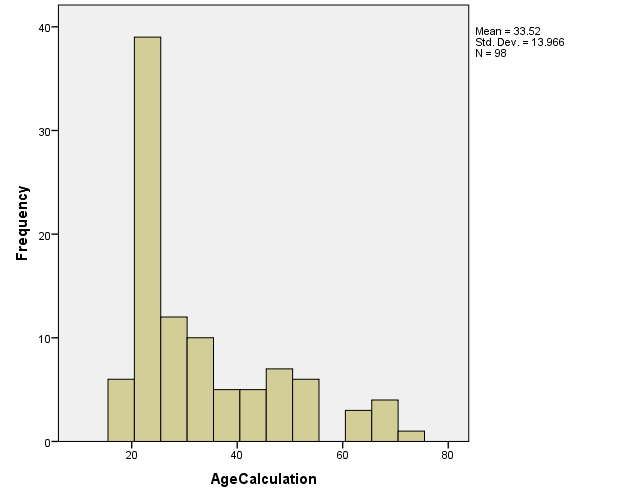 Mean = 33.52
Std. Dev. = 13.966
N = 98
40
30
20
10
0
Frequency
20 40 60 80
AgeCalculation